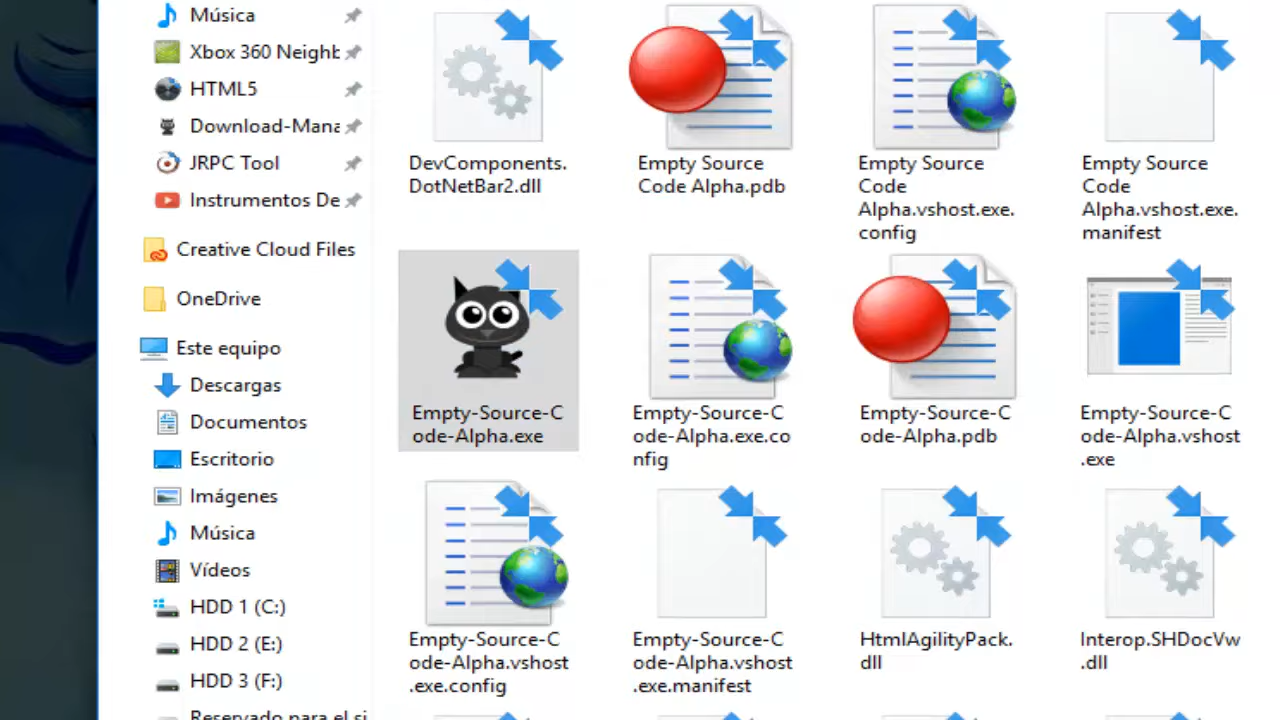 Música
Xbox 360 Neighb
HTML5
Download-Mana
JRPC Tool
Instrumentos De
Creative Cloud Files
OneDrive
Este equipo
Descargas
Documentos
Escritorio
Imágenes
Música
Vídeos
HDD 1 (C:)
HDD 2 (E:)
HDD 3 (F:)
Reservado para el si
DevComponents.
DotNetBar2.dll
Empty Source
Code Alpha.pdb
Empty Source
Code
Alpha.vshost.exe.
config
Empty Source
Code
Alpha.vshost.exe.
manifest
Empty-Source-C
ode-Alpha.exe
Empty-Source-C
ode-Alpha.exe.co
nfig
Empty-Source-C
ode-Alpha.pdb
Empty-Source-C
ode-Alpha.vshost
.exe
Empty-Source-C
ode-Alpha.vshost
.exe.config
Empty-Source-C
ode-Alpha.vshost
.exe.manifest
HtmlAgilityPack.
dll
Interop.SHDocVw
.dll